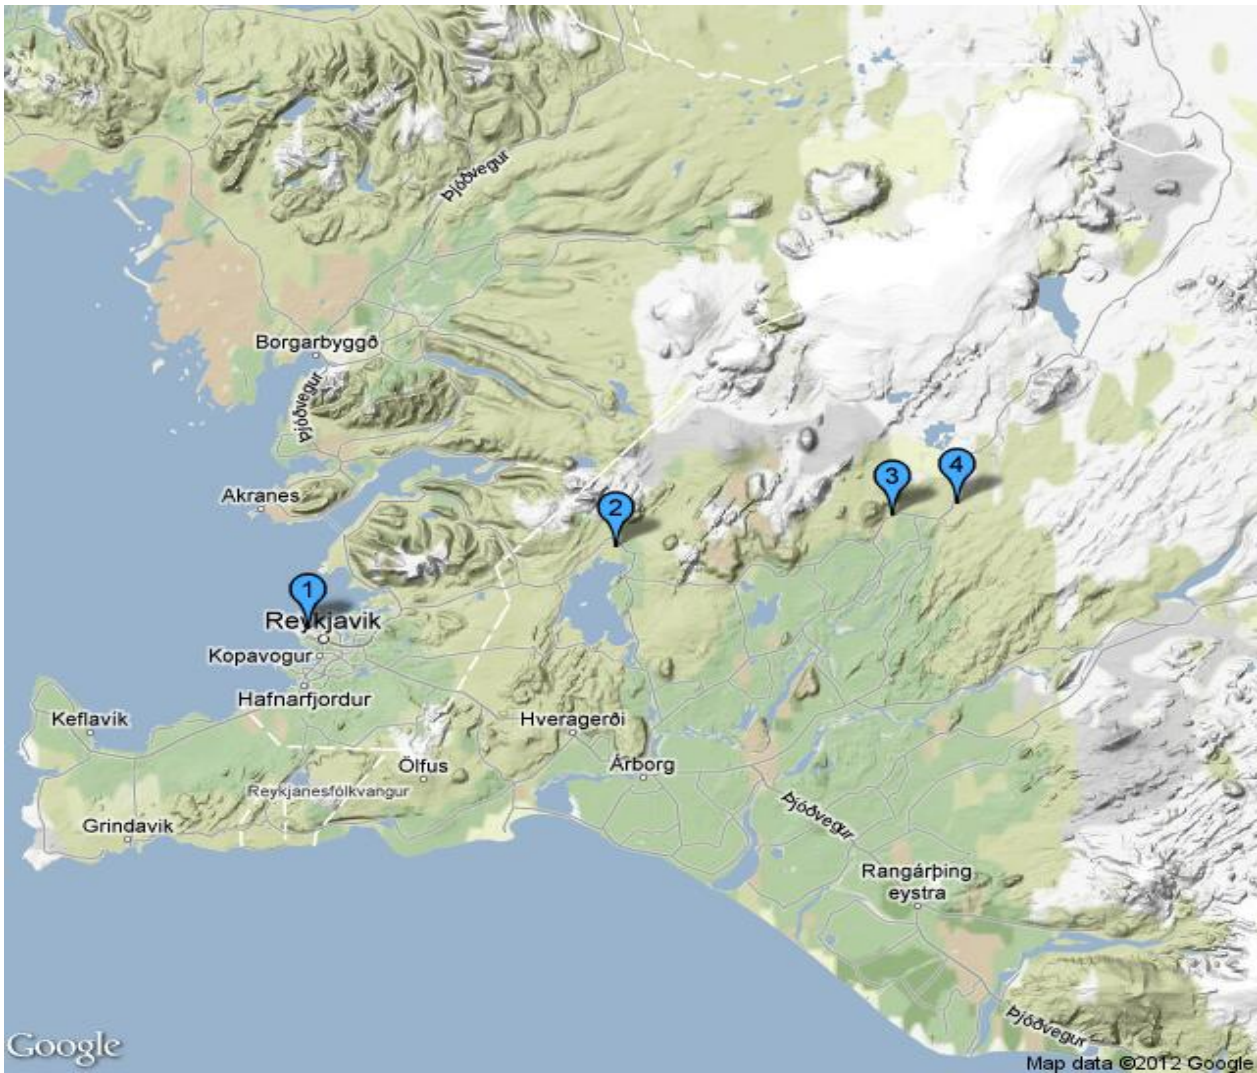 Þjóðvegur
Borgarbyggð
Þjóðvegur
Akranes
3
4
2
1
Reykjavik
Kopavogur
Hafnarfjordur
Keflavík
Hveragerði
Ölfus
Árborg
Reykjanesfólkvangur
Grindavik
Þjóðvegur
Rangárþing
eystra
Þjóðvegur
Google
Map data ©2012 Google